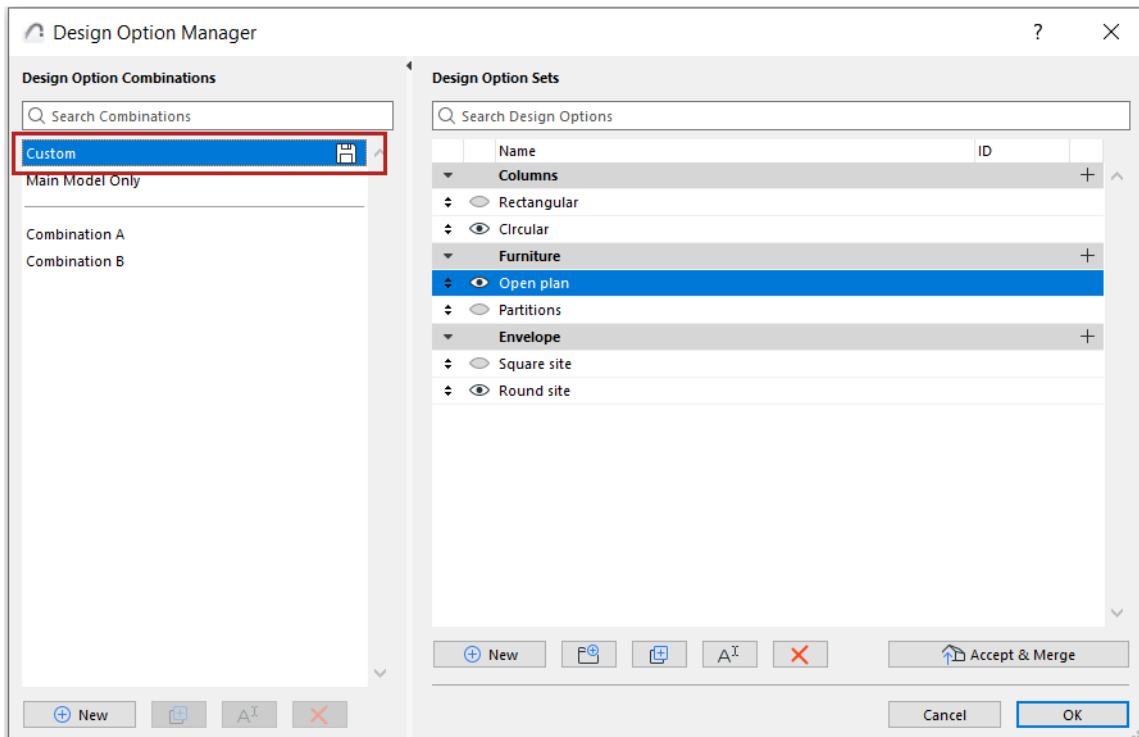 Design Option Manager
?
Design Option Combinations
Search Combinations
Custom
Main Model Only
Combination A
Combination B
New
Design Option Sets
Search Design Options
Name ID
Columns
Rectangular
CIrcular
Furniture
Open plan
Partitions
Envelope
Square site
Round site
New
Accept & Merge
Cancel OK